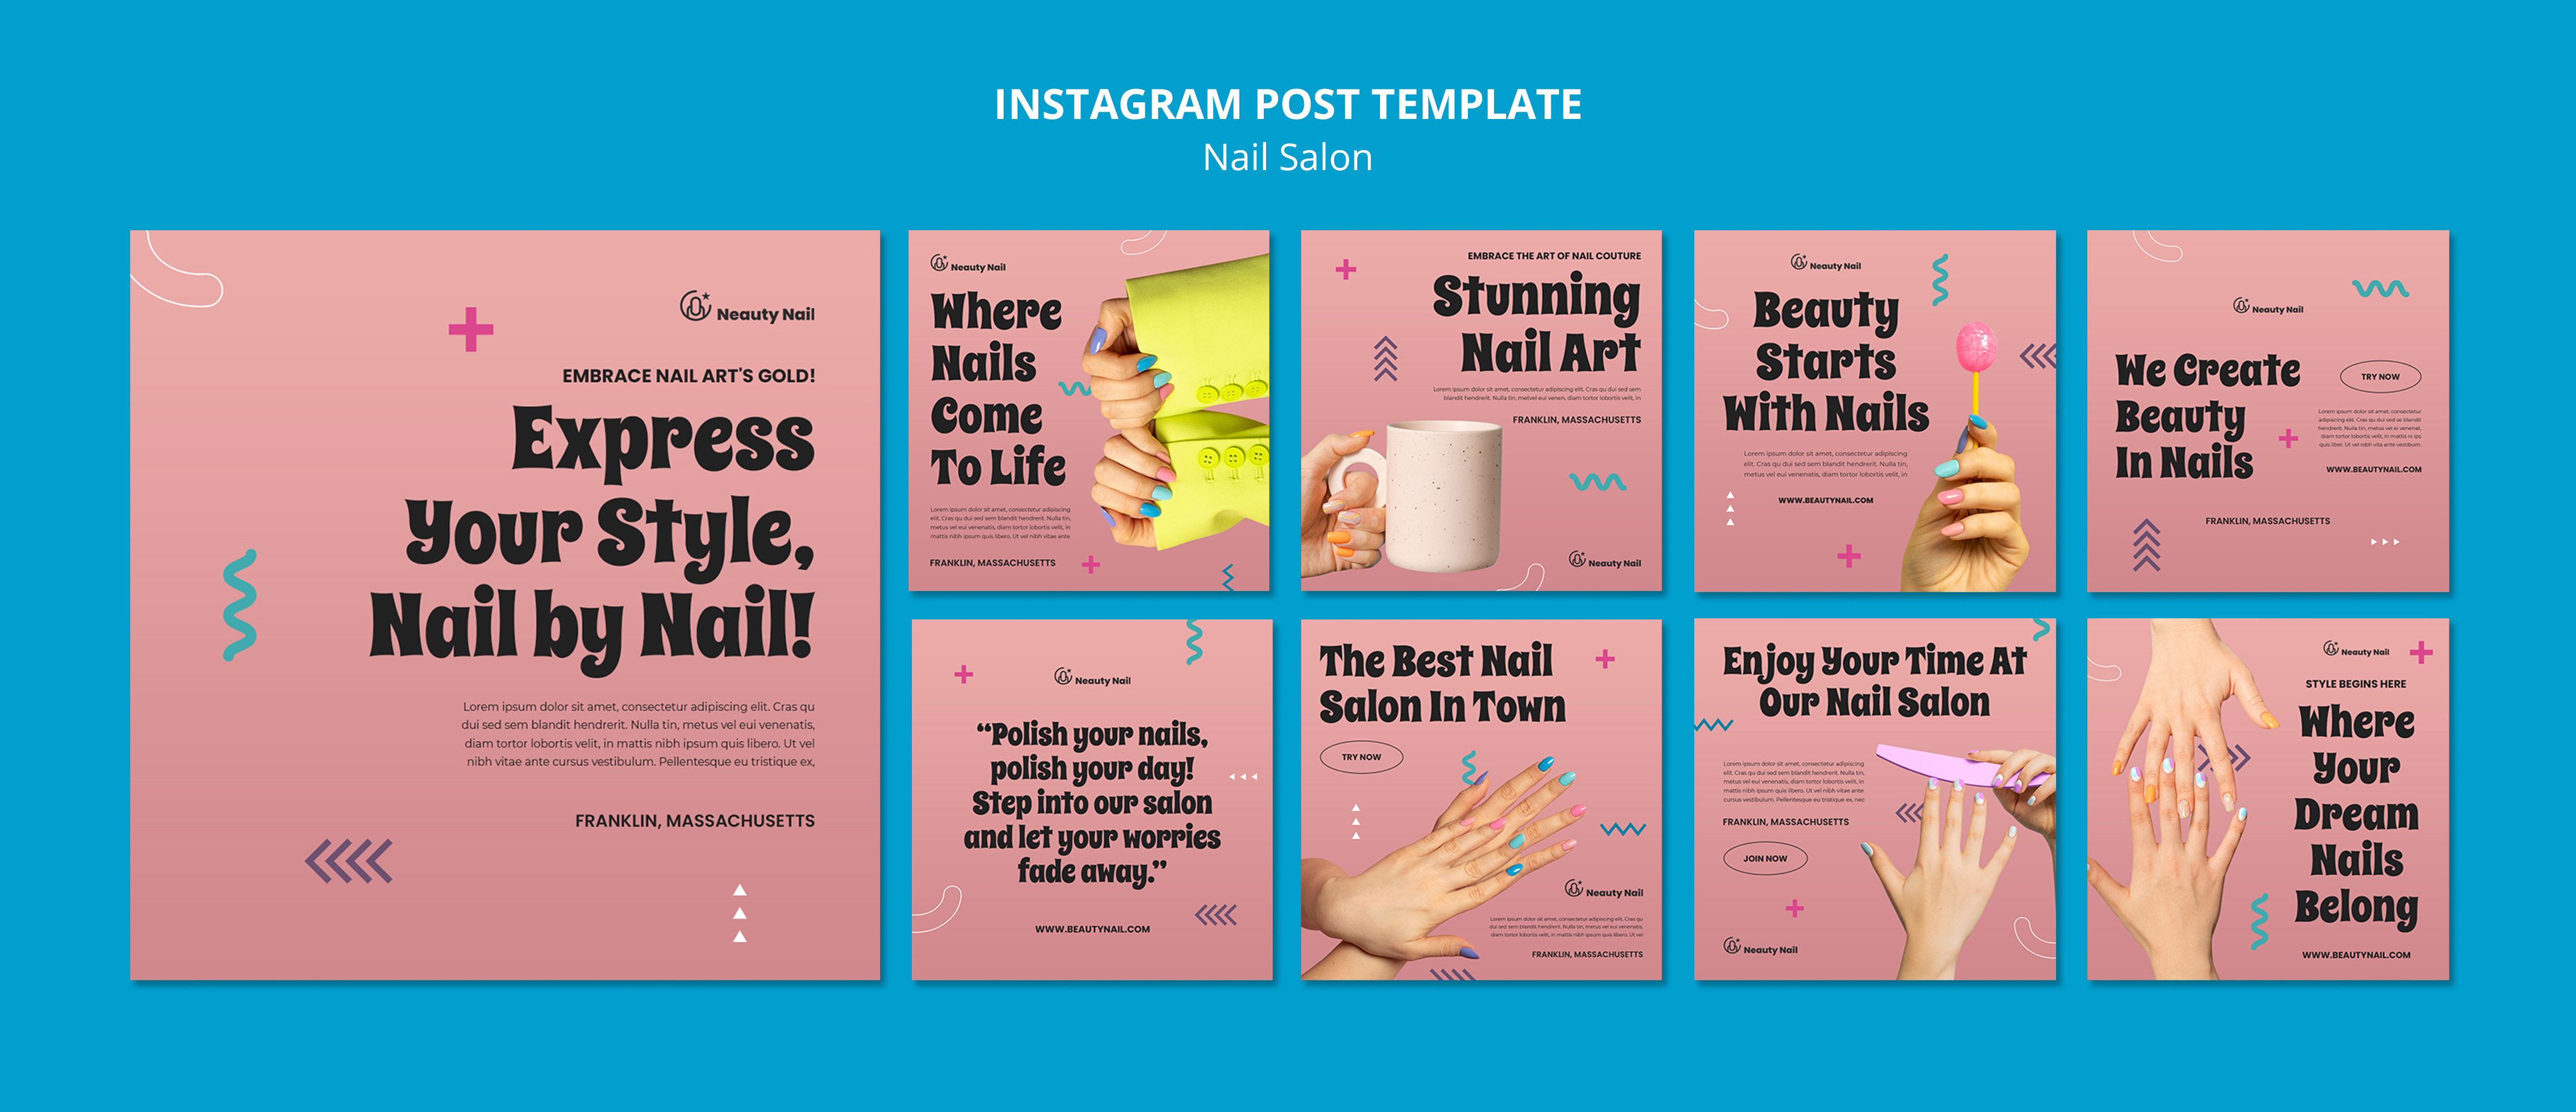 INSTAGRAM POST TEMPLATE
Nail Salon
Neauty Nail
EMBRACE NAIL ART'S GOLD!
Express
Your Style,
Nail by Nail!
Lorem ipsum dolor sit amet, consectetur adipiscing elit. Cras qu
dui sed sem blandit hendrerit. Nulla tin, metus vel eui venenatis,
diam tortor lobortis velit, in mattis nibh ipsum quis libero. Ut vel
nibh vitae ante cursus vestibulum. Pellentesque eu tristique ex,
FRANKLIN, MASSACHUSETTS
Neauty Nail
Where
Nails
Come
To Life
Lorem ipsum dolor sit amet, consectetur adipiscing
elit. Cras qu dui sed sem blandit hendrerit. Nulla tin,
metus vel eui venenatis, diam tortor lobortis velit, in
mattis nibh ipsum quis libero. Ut vel nibh vitae ante
FRANKLIN, MASSACHUSETTS
EMBRACE THE ART OF NAIL COUTURE
Stunning
Nail Art
Lorem ipsum dolor sit amet, consectetur adipiscing elit. Cras qu dui sed sem
blandit hendrerit. Nulla tin, metvel eui venen, diam tortor lobortis velit, in
FRANKLIN, MASSACHUSETTS
Neauty Nail
Neauty Nail
Beauty
Starts
With Nails
Lorem ipsum dolor sit amet, consectetur adipiscing
elit. Cras qu dui sed sem blandit hendrerit. Nulla tin,
metus vel eui venenatis, diam tortor lobortis velit, in
WWW.BEAUTYNAIL.COM
Neauty Nail
We Create
Beauty
In Nails
TRY NOW
Lorem ipsum dolor sit amet, consectetur
adipiscing elit. Cras qu dui sed se blandit
hendrerit. Nulla tin, metus vel ei venenat,
diam tortor lobortis velit, in mattis ni ips
quis liber. Ut vel nibh vita ante vestibulum.
WWW.BEAUTYNAIL.COM
FRANKLIN, MASSACHUSETTS
Neauty Nail
“Polish your nails,
polish your day!
Step into our salon
and let your worries
fade away.”
WWW.BEAUTYNAIL.COM
The Best Nail
Salon In Town
TRY NOW
Neauty Nail
Lorem ipsum dolor sit amet, consectetur adipiscing elit. Cras qu
dui sed sem blandit hendrerit. Nulla tin, metus vel eui venenatis,
diam tortor lobortis velit, in mattis nibh ipsum quis libero. Ut vel
FRANKLIN, MASSACHUSETTS
Enjoy Your Time At
Our Nail Salon
Lorem ipsum dolor sit amet, consectetur adipiscing
elit. Cras qu dui sed sem blandit hendrerit. Nulla tin,
metus vel eui venenatis, diam tortor lobortis velit, in
mattis nibh ipsum quis libero. Ut vel nibh vitae ante
cursus vestibulum. Pellentesque eu tristique ex, nec
FRANKLIN, MASSACHUSETTS
JOIN NOW
Neauty Nail
Neauty Nail
STYLE BEGINS HERE
Where
Your
Dream
Nails
Belong
WWW.BEAUTYNAIL.COM